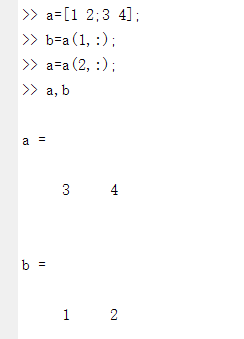 >> a=[1 2;3 4];
>> b=a(1,:);
>> a=a(2,:);
>> a,b
a =
3 4
b =
1 2